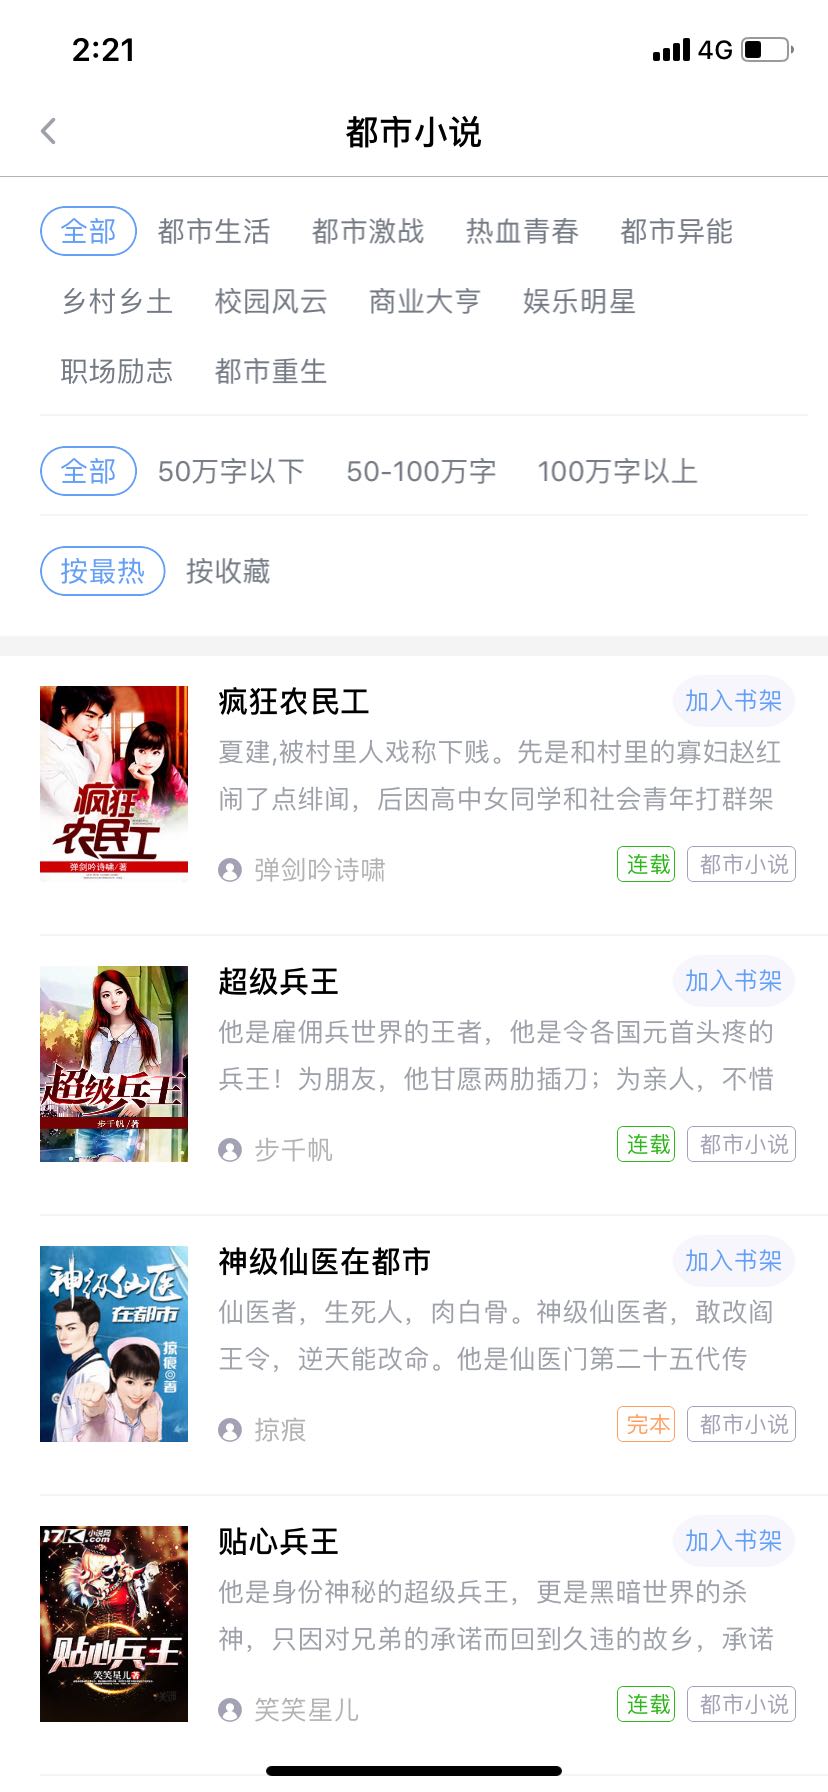 2:21
4G
都市小说
全部 都市生活 都市激战 热血青春 都市异能
乡村乡土 校园风云 商业大亨 娱乐明星
职场励志 都市重生
全部 50万字以下 50-100万字 100万字以上
按最热 按收藏
疯狂农民工
弹剑吟诗啸/著
疯狂农民工 加入书架
夏建,被村里人戏称下贱。先是和村里的寡妇赵红
闹了点绯闻，后因高中女同学和社会青年打群架
弹剑吟诗啸 连载 都市小说
超级兵王
步千帆/著
超级兵王 加入书架
他是雇佣兵世界的王者，他是令各国元首头疼的
兵王！为朋友，他甘愿两肋插刀；为亲人，不惜
步千帆 连载 都市小说
神级仙医
在都市
掠痕◎著
神级仙医在都市 加入书架
仙医者，生死人，肉白骨。神级仙医者，敢改阎
王令，逆天能改命。他是仙医门第二十五代传
掠痕 完本 都市小说
17K小说网.com
贴心兵王
笑笑星儿著
贴心兵王 加入书架
他是身份神秘的超级兵王，更是黑暗世界的杀
神，只因对兄弟的承诺而回到久违的故乡，承诺
笑笑星儿 连载 都市小说